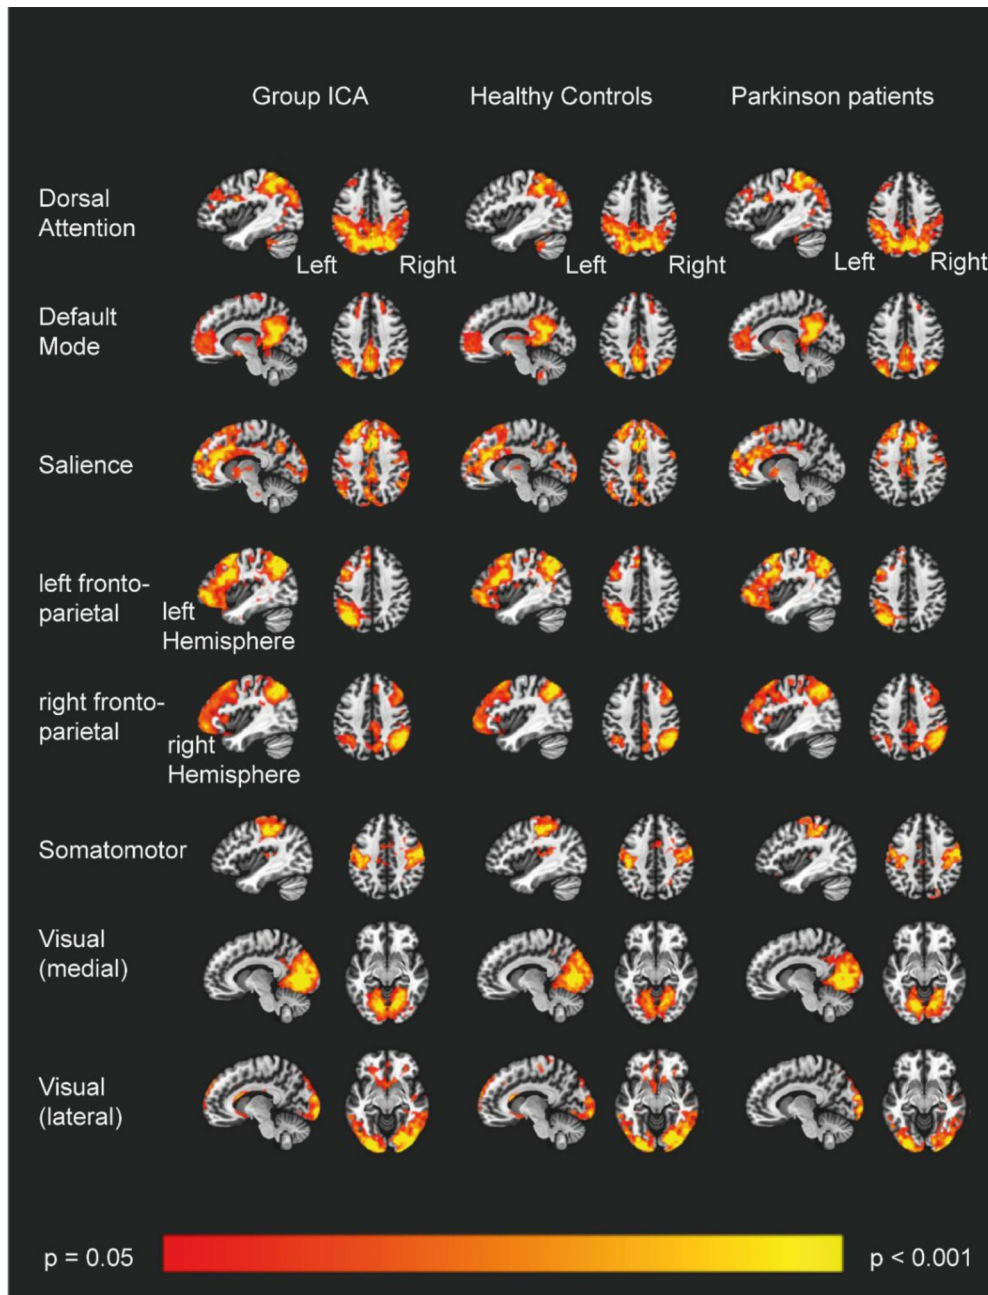 Group ICA Healthy Controls Parkinson patients
Dorsal
Attention
Left Right Left Right Left Right
Default
Mode
Salience
left fronto-
parietal
left
Hemisphere
right fronto-
parietal
right
Hemisphere
Somatomotor
Visual
(medial)
Visual
(lateral)
p = 0.05 p < 0.001